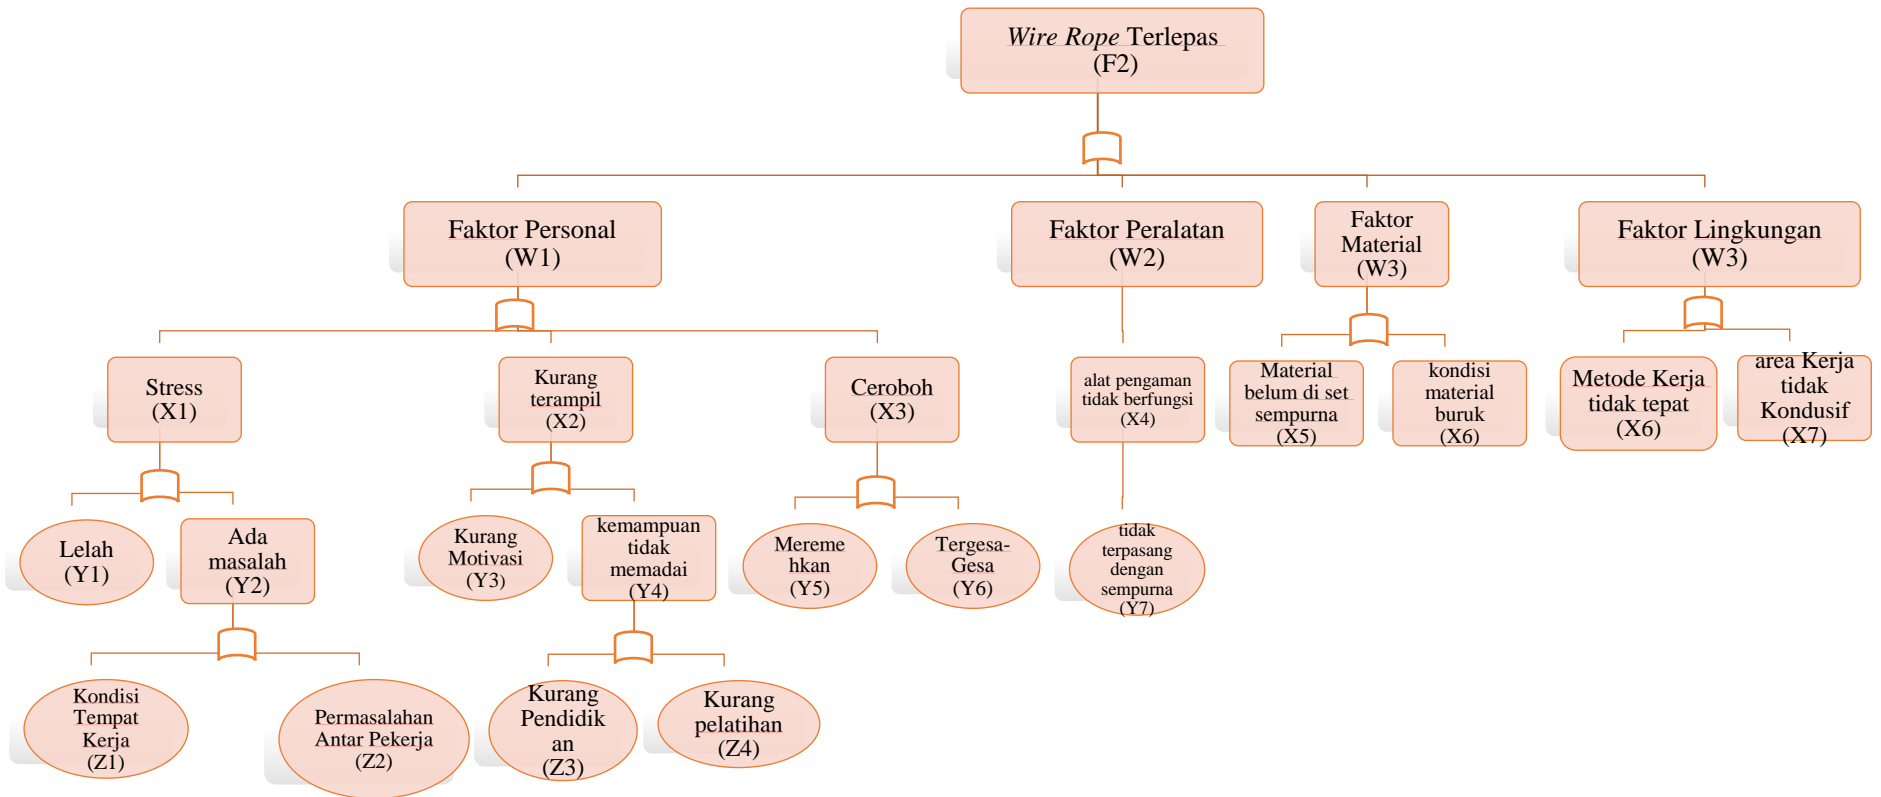 Wire Rope Terlepas
(F2)
Faktor Personal
(W1)
Faktor Peralatan
(W2)
Faktor
Material
(W3)
Faktor Lingkungan
(W3)
Stress
(X1)
Kurang
terampil
(X2)
Ceroboh
(X3)
alat pengaman
tidak berfungsi
(X4)
Material
belum di set
sempurna
(X5)
kondisi
material
buruk
(X6)
Metode Kerja
tidak tepat
(X6)
area Kerja
tidak
Kondusif
(X7)
Lelah
(Y1)
Ada
masalah
(Y2)
Kurang
Motivasi
(Y3)
kemampuan
tidak
memadai
(Y4)
Mereme
hkan
(Y5)
Tergesa-
Gesa
(Y6)
tidak
terpasang
dengan
sempurna
(Y7)
Kondisi
Tempat
Kerja
(Z1)
Permasalahan
Antar Pekerja
(Z2)
Kurang
Pendidik
an
(Z3)
Kurang
pelatihan
(Z4)